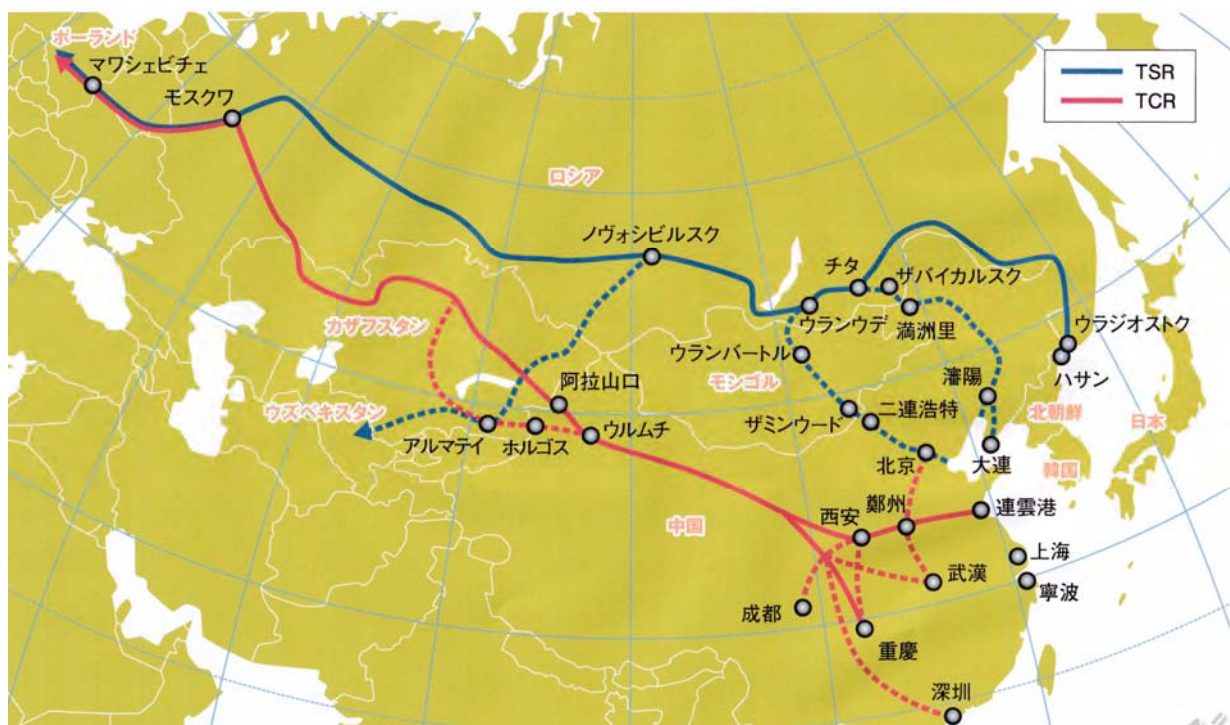 ポーランド
マワシェビチェ
モスクワ
TSR
TCR
ロシア
ノヴォシビルスク
チタ
ザバイカルスク
ウランウデ
満洲里
ウラジオストク
カザフスタン
ウランバートル
モンゴル
ハサン
阿拉山口
瀋陽
二連浩特
北朝鮮
日本
ウズベキスタン
ザミンウード
アルマテイ
ホルゴス
ウルムチ
北京
大連
韓国
中国
西安
鄭州
連雲港
上海
武漢
寧波
成都
重慶
深圳